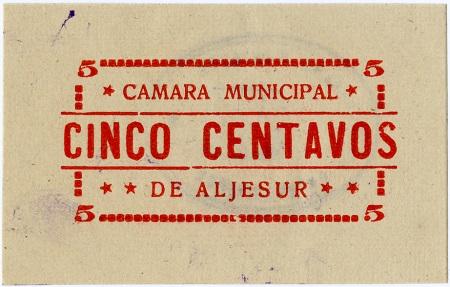 5 5
★ CAMARA MUNICIPAL ★
CINCO CENTAVOS
★ ★ DE ALJESUR ★ ★
5 5